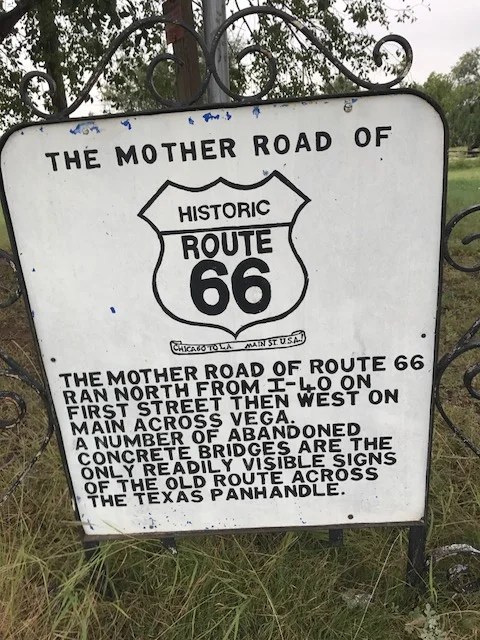 THE MOTHER ROAD OF
HISTORIC
ROUTE
66
CHICAGO TO L.A. MAIN ST. U.S.A.
THE MOTHER ROAD OF ROUTE 66
RAN NORTH FROM I-40 ON
FIRST STREET THEN WEST ON
MAIN ACROSS VEGA.
A NUMBER OF ABANDONED
CONCRETE BRIDGES ARE THE
ONLY READILY VISIBLE SIGNS
OF THE OLD ROUTE ACROSS
THE TEXAS PANHANDLE.